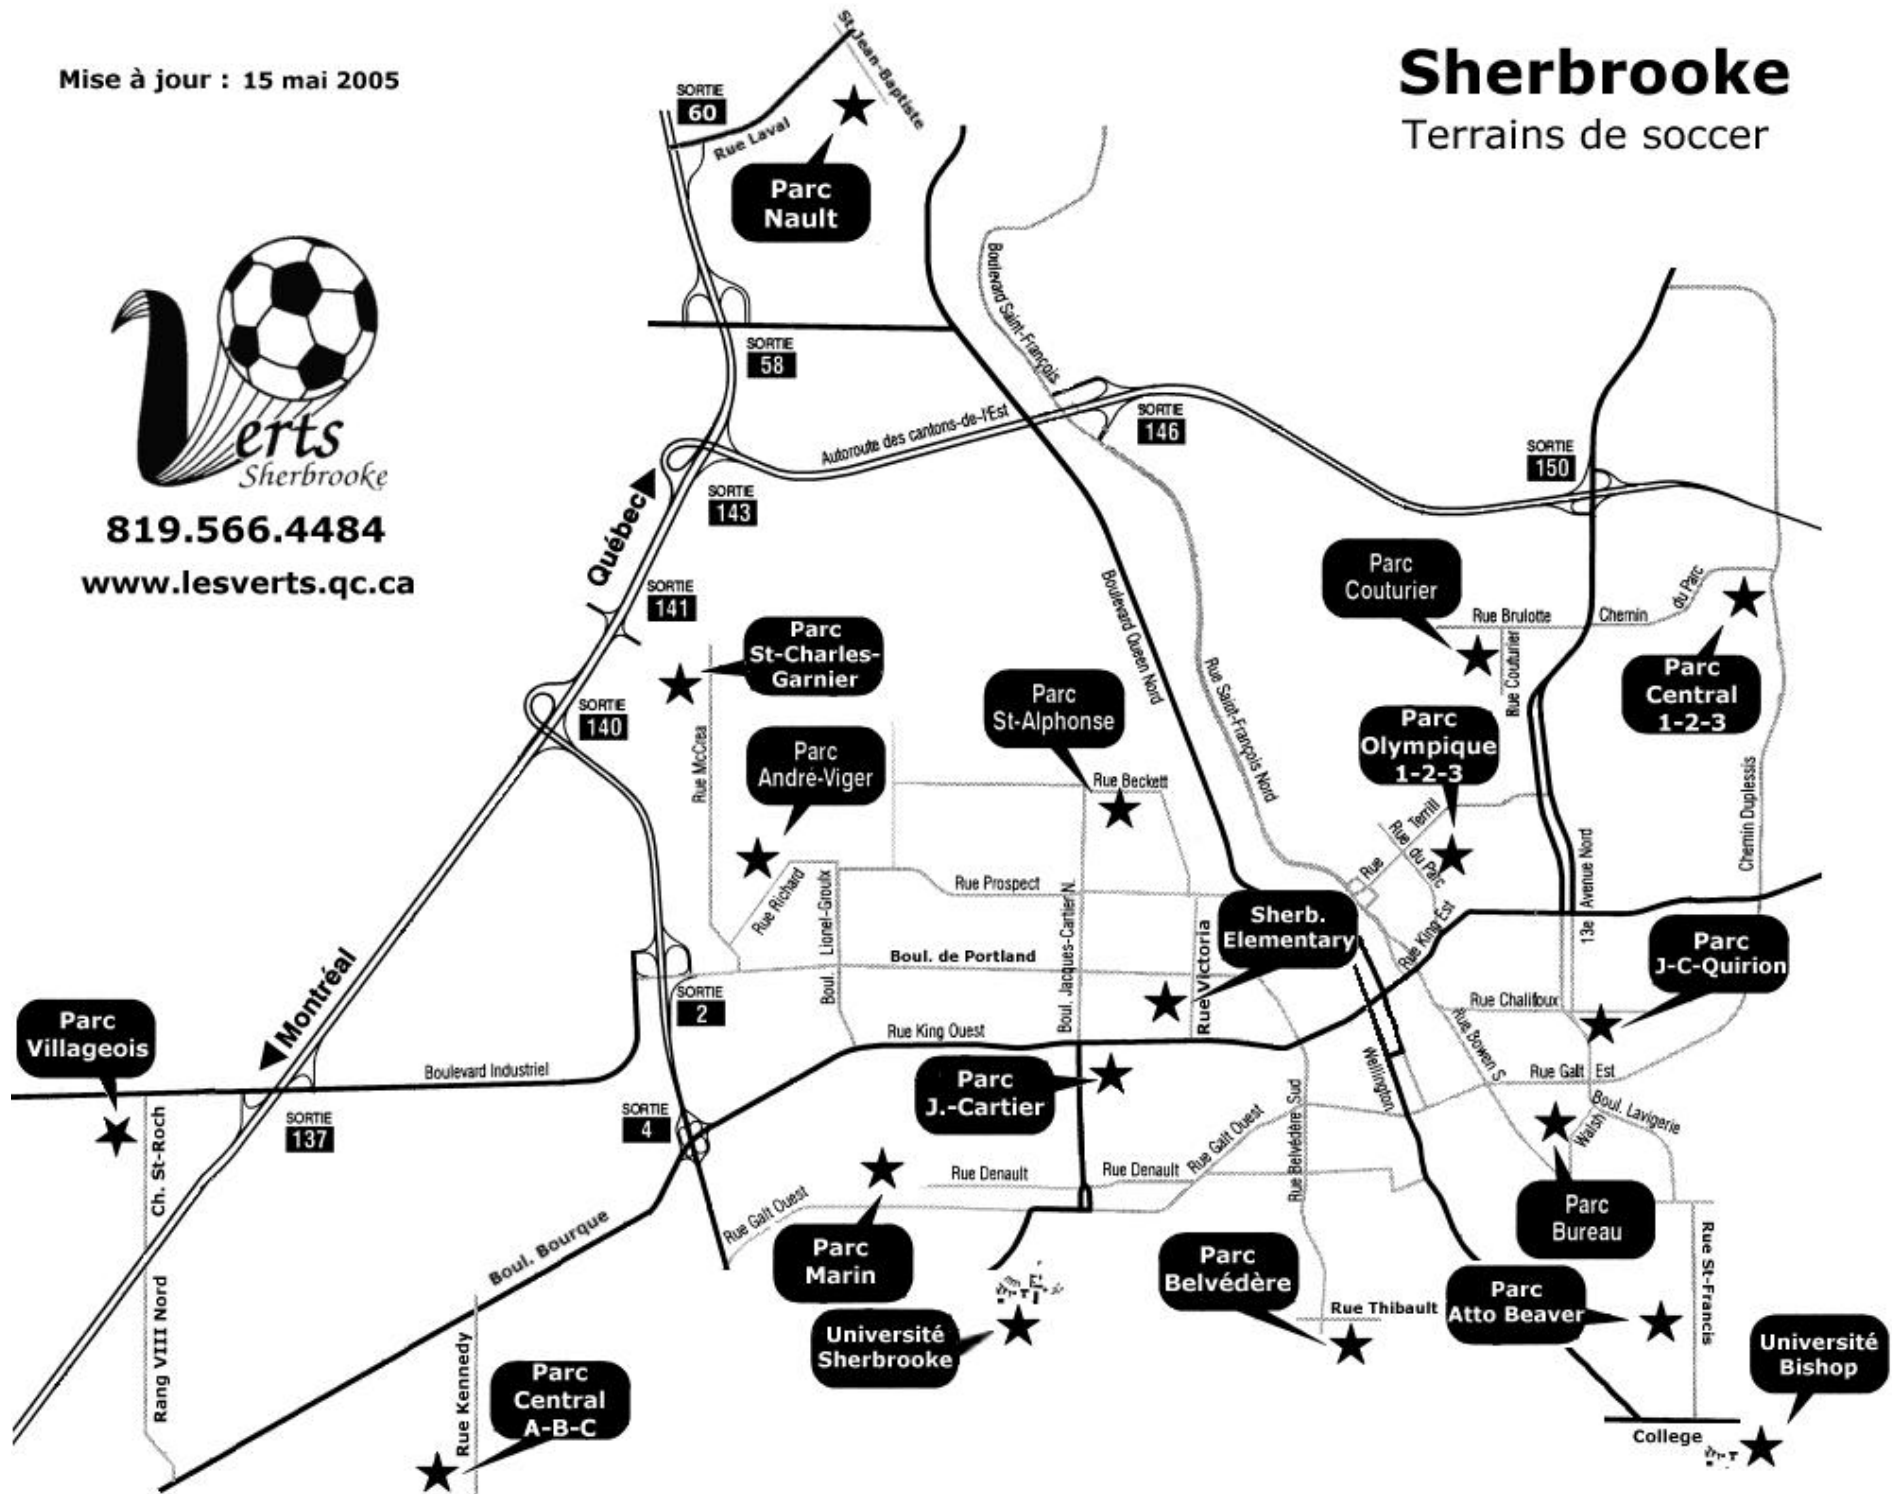 Mise à jour : 15 mai 2005
Sherbrooke
Terrains de soccer
erts
Sherbrooke
819.566.4484
www.lesverts.qc.ca
St-Jean-Baptiste
SORTIE
60
Rue Laval
Parc
Nault
Boulevard Saint-François
SORTIE
58
Autoroute des cantons-de-l'Est
SORTIE
146
SORTIE
150
SORTIE
143
Québec
SORTIE
141
Parc
St-Charles-
Garnier
SORTIE
140
Rue McCrea
Parc
André-Viger
Parc
St-Alphonse
Rue Beckett
Boulevard Queen Nord
Rue Saint-François Nord
Parc
Couturier
Rue Brulotte
Chemin
du Parc
Rue Couturier
Parc
Central
1-2-3
Parc
Olympique
1-2-3
Rue
Terrill
Rue
du Parc
Chemin Duplessis
13e Avenue Nord
Rue Richard
Boul. Lionel-Groulx
Rue Prospect
Boul. Jacques-Cartier N.
Rue Victoria
Sherb.
Elementary
Rue King Est
Parc
J-C-Quirion
Boul. de Portland
Rue Chalifoux
SORTIE
2
Montréal
Parc
Villageois
Boulevard Industriel
Rue King Ouest
Rue Bowen S
Wellington
Rue Galt Est
Boul. Lavigerie
Walsh
SORTIE
137
SORTIE
4
Parc
J.-Cartier
Rue Belvédère Sud
Rue Galt Ouest
Ch. St-Roch
Rue Denault
Rue Denault
Rue Galt Ouest
Boul. Bourque
Parc
Marin
Parc
Belvédère
Parc
Bureau
Rue St-Francis
Rang VIII Nord
Rue Kennedy
Parc
Central
A-B-C
Université
Sherbrooke
Rue Thibault
Parc
Atto Beaver
Université
Bishop
College